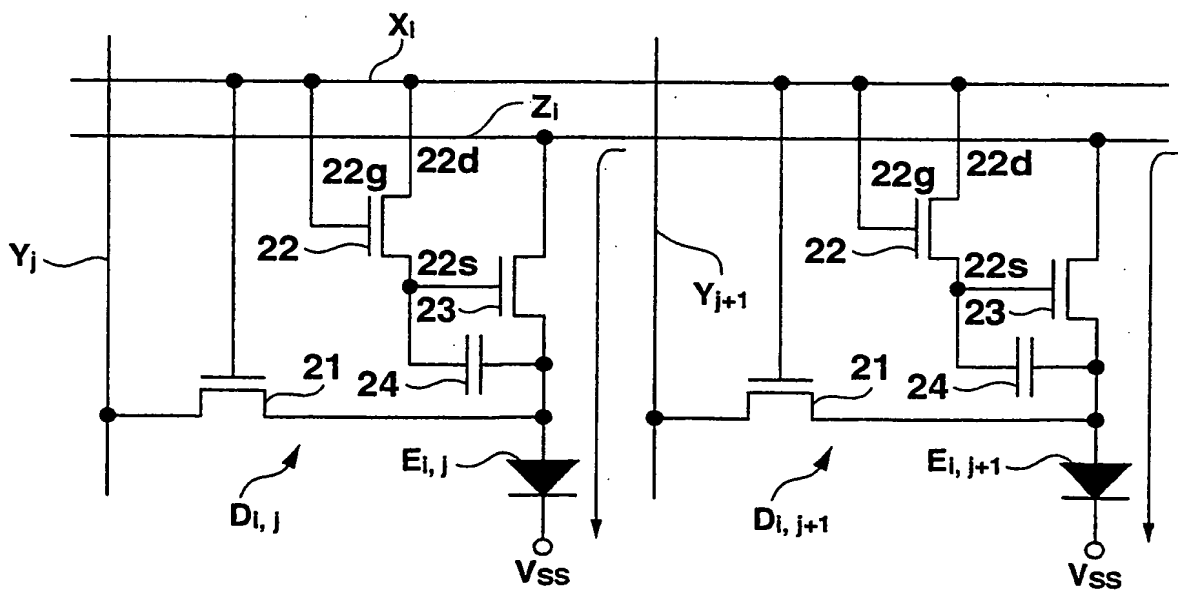 Xi
Zi
22g 22d 22g 22d
Yj 22 22s 22 22s
23 Yj+1 23
21 24 21 24
Ei, j Ei, j+1
Di, j Di, j+1
VSS VSS